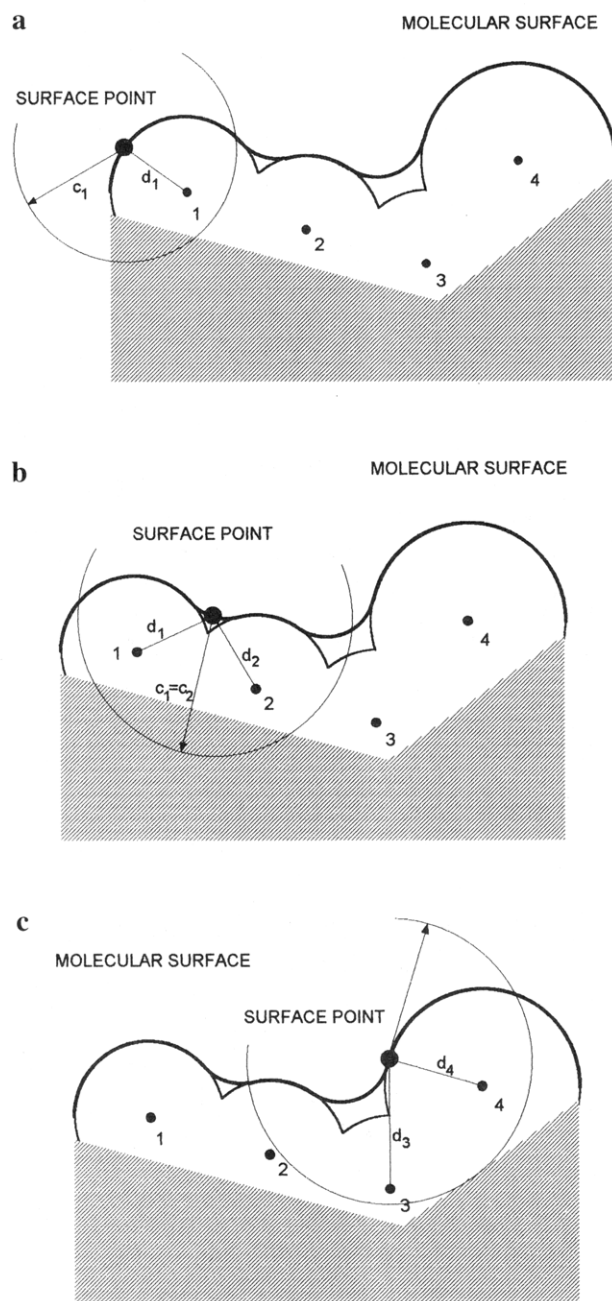 a
MOLECULAR SURFACE
SURFACE POINT
c1
d1
1
2
3
4
b
MOLECULAR SURFACE
SURFACE POINT
1
d1
d2
c1=c2
2
3
4
c
MOLECULAR SURFACE
SURFACE POINT
d4
4
d3
1
2
3